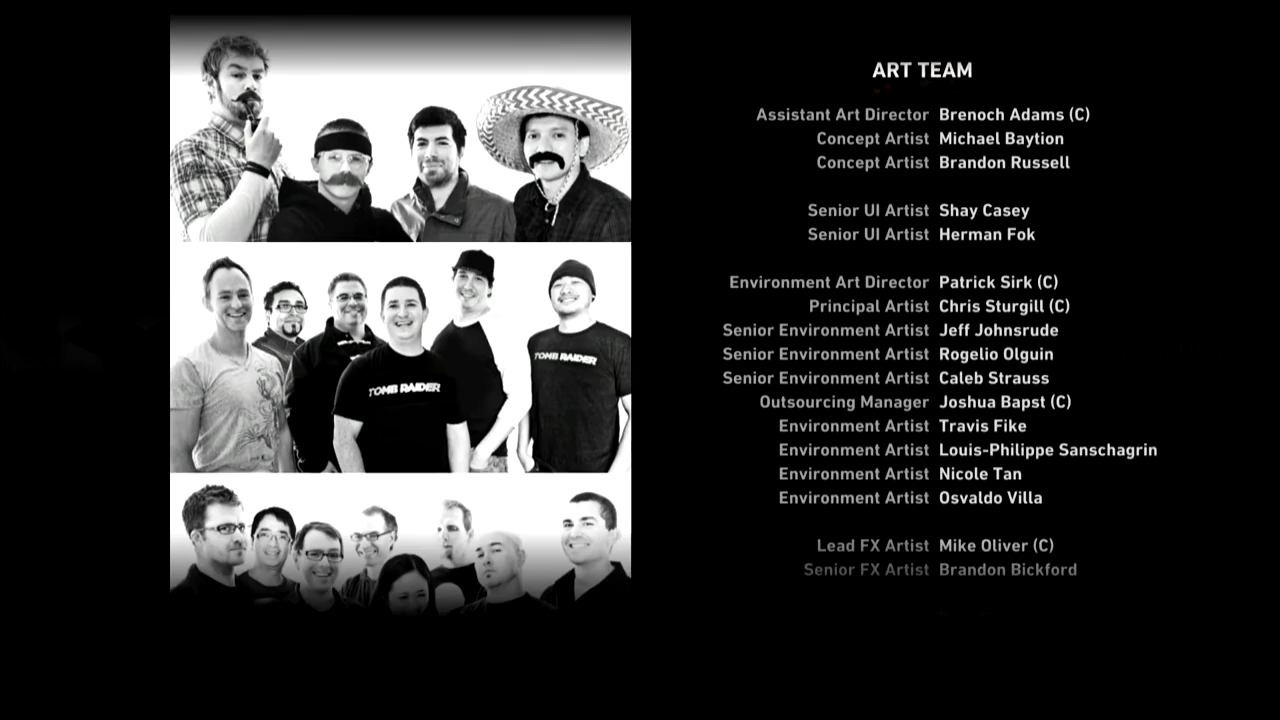 ART TEAM
Assistant Art Director Brenoch Adams (C)
Concept Artist Michael Baytion
Concept Artist Brandon Russell
Senior UI Artist Shay Casey
Senior UI Artist Herman Fok
Environment Art Director Patrick Sirk (C)
Principal Artist Chris Sturgill (C)
Senior Environment Artist Jeff Johnsrude
Senior Environment Artist Rogelio Olguin
Senior Environment Artist Caleb Strauss
Outsourcing Manager Joshua Bapst (C)
Environment Artist Travis Fike
Environment Artist Louis-Philippe Sanschagrin
Environment Artist Nicole Tan
Environment Artist Osvaldo Villa
Lead FX Artist Mike Oliver (C)
Senior FX Artist Brandon Bickford
TOMB RAIDER
TOMB RAIDER